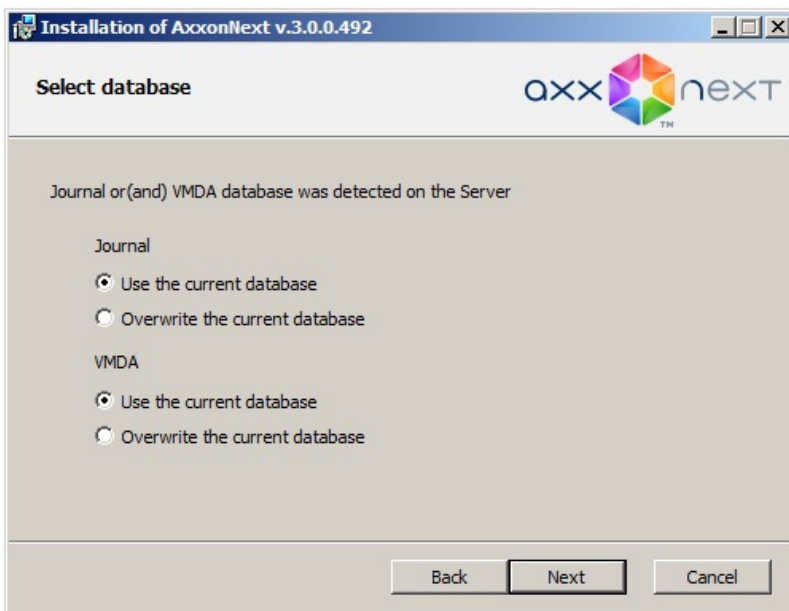 Installation of AxxonNext v.3.0.0.492
Select database
axx next
TM
Journal or(and) VMDA database was detected on the Server
Journal
Use the current database
Overwrite the current database
VMDA
Use the current database
Overwrite the current database
Back Next Cancel